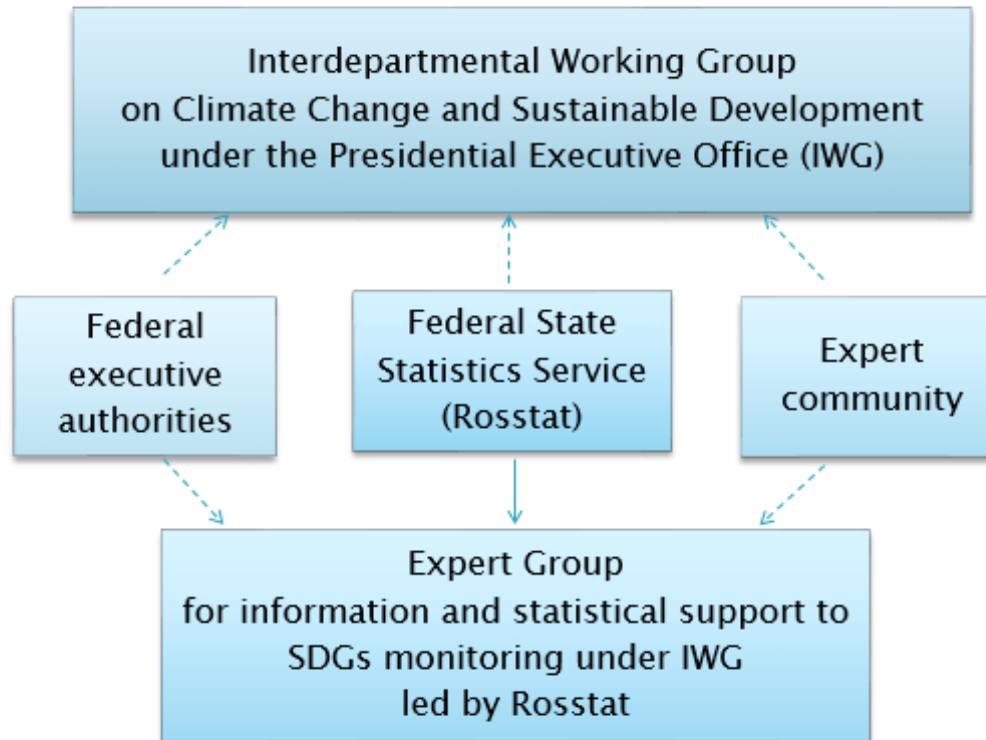 Interdepartmental Working Group
on Climate Change and Sustainable Development
under the Presidential Executive Office (IWG)
Federal
executive
authorities
Federal State
Statistics Service
(Rosstat)
Expert
community
Expert Group
for information and statistical support to
SDGs monitoring under IWG
led by Rosstat